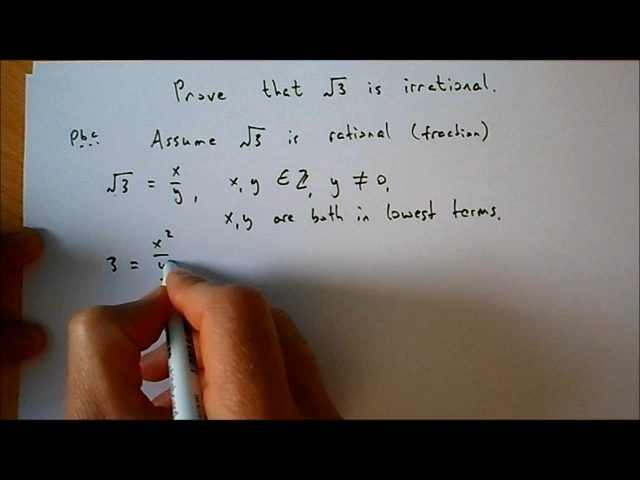 Prove that √3 is irrational.
P.b.c. Assume √3 is rational (fraction)
√3 = x/y, x, y ∈ ℤ, y ≠ 0,
x, y are both in lowest terms.
3 = x²/y